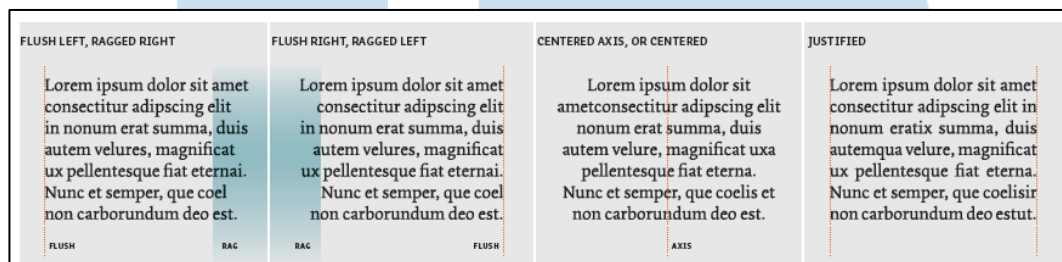 FLUSH LEFT, RAGGED RIGHT
Lorem ipsum dolor sit amet
consectitur adipscing elit
in nonum erat summa, duis
autem velures, magnificat
ux pellentesque fiat eternai.
Nunc et semper, que coel
non carborundum deo est.
FLUSH
RAG
FLUSH RIGHT, RAGGED LEFT
Lorem ipsum dolor sit amet
consectitur adipscing elit
in nonum erat summa, duis
autem velures, magnificat
ux pellentesque fiat eternai.
Nunc et semper, que coel
non carborundum deo est.
RAG
FLUSH
CENTERED AXIS, OR CENTERED
Lorem ipsum dolor sit
ametconsectitur adipscing elit
nonum erat summa, duis
autem velure, magnificat uxa
pellentesque fiat eterna.
Nunc et semper, que coelis et
non carborundum deo est.
AXIS
JUSTIFIED
Lorem ipsum dolor sit amet
consectitur adipscing elit in
nonum eratix summa, duis
autemqua velure, magnificat
ux pellentesque fiat eterna.
Nunc et semper, que coelisir
non carborundum deo estut.